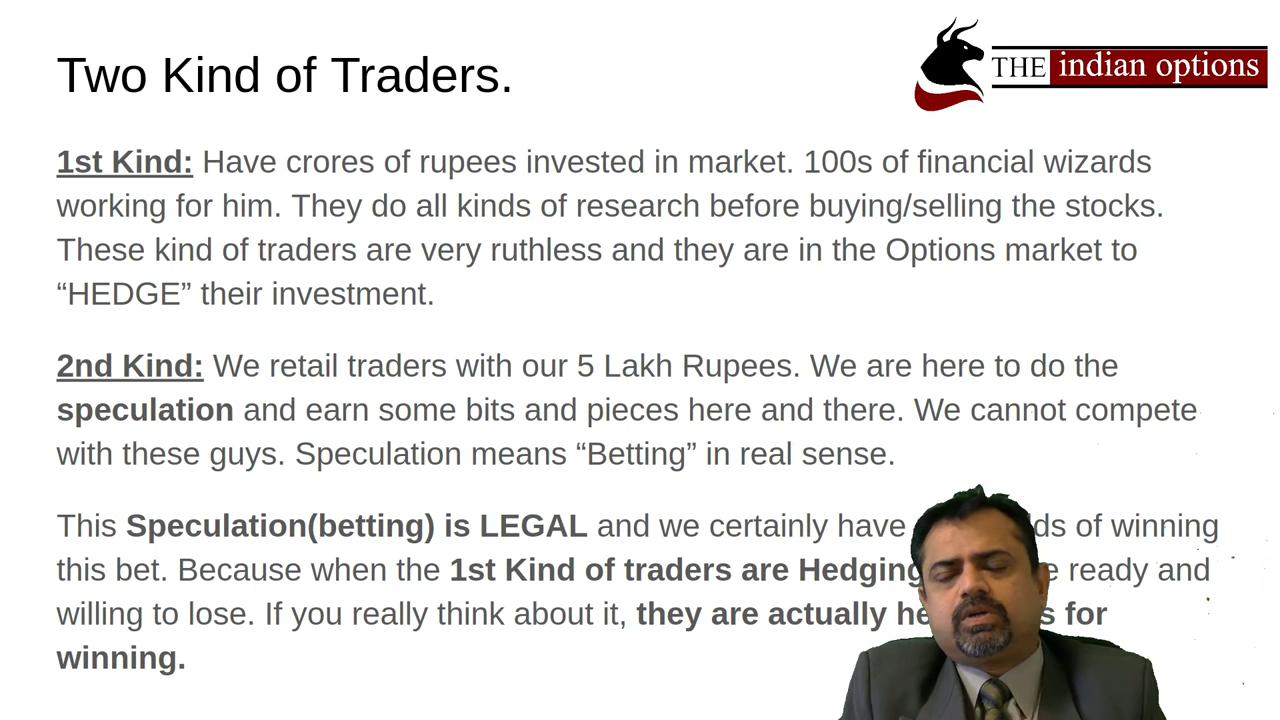 Two Kind of Traders.
THE indian options
1st Kind: Have crores of rupees invested in market. 100s of financial wizards
working for him. They do all kinds of research before buying/selling the stocks.
These kind of traders are very ruthless and they are in the Options market to
“HEDGE” their investment.
2nd Kind: We retail traders with our 5 Lakh Rupees. We are here to do the
speculation and earn some bits and pieces here and there. We cannot compete
with these guys. Speculation means “Betting” in real sense.
This Speculation(betting) is LEGAL and we certainly have of winning
this bet. Because when the 1st Kind of traders are Hedging ready and
willing to lose. If you really think about it, they are actually for
winning.